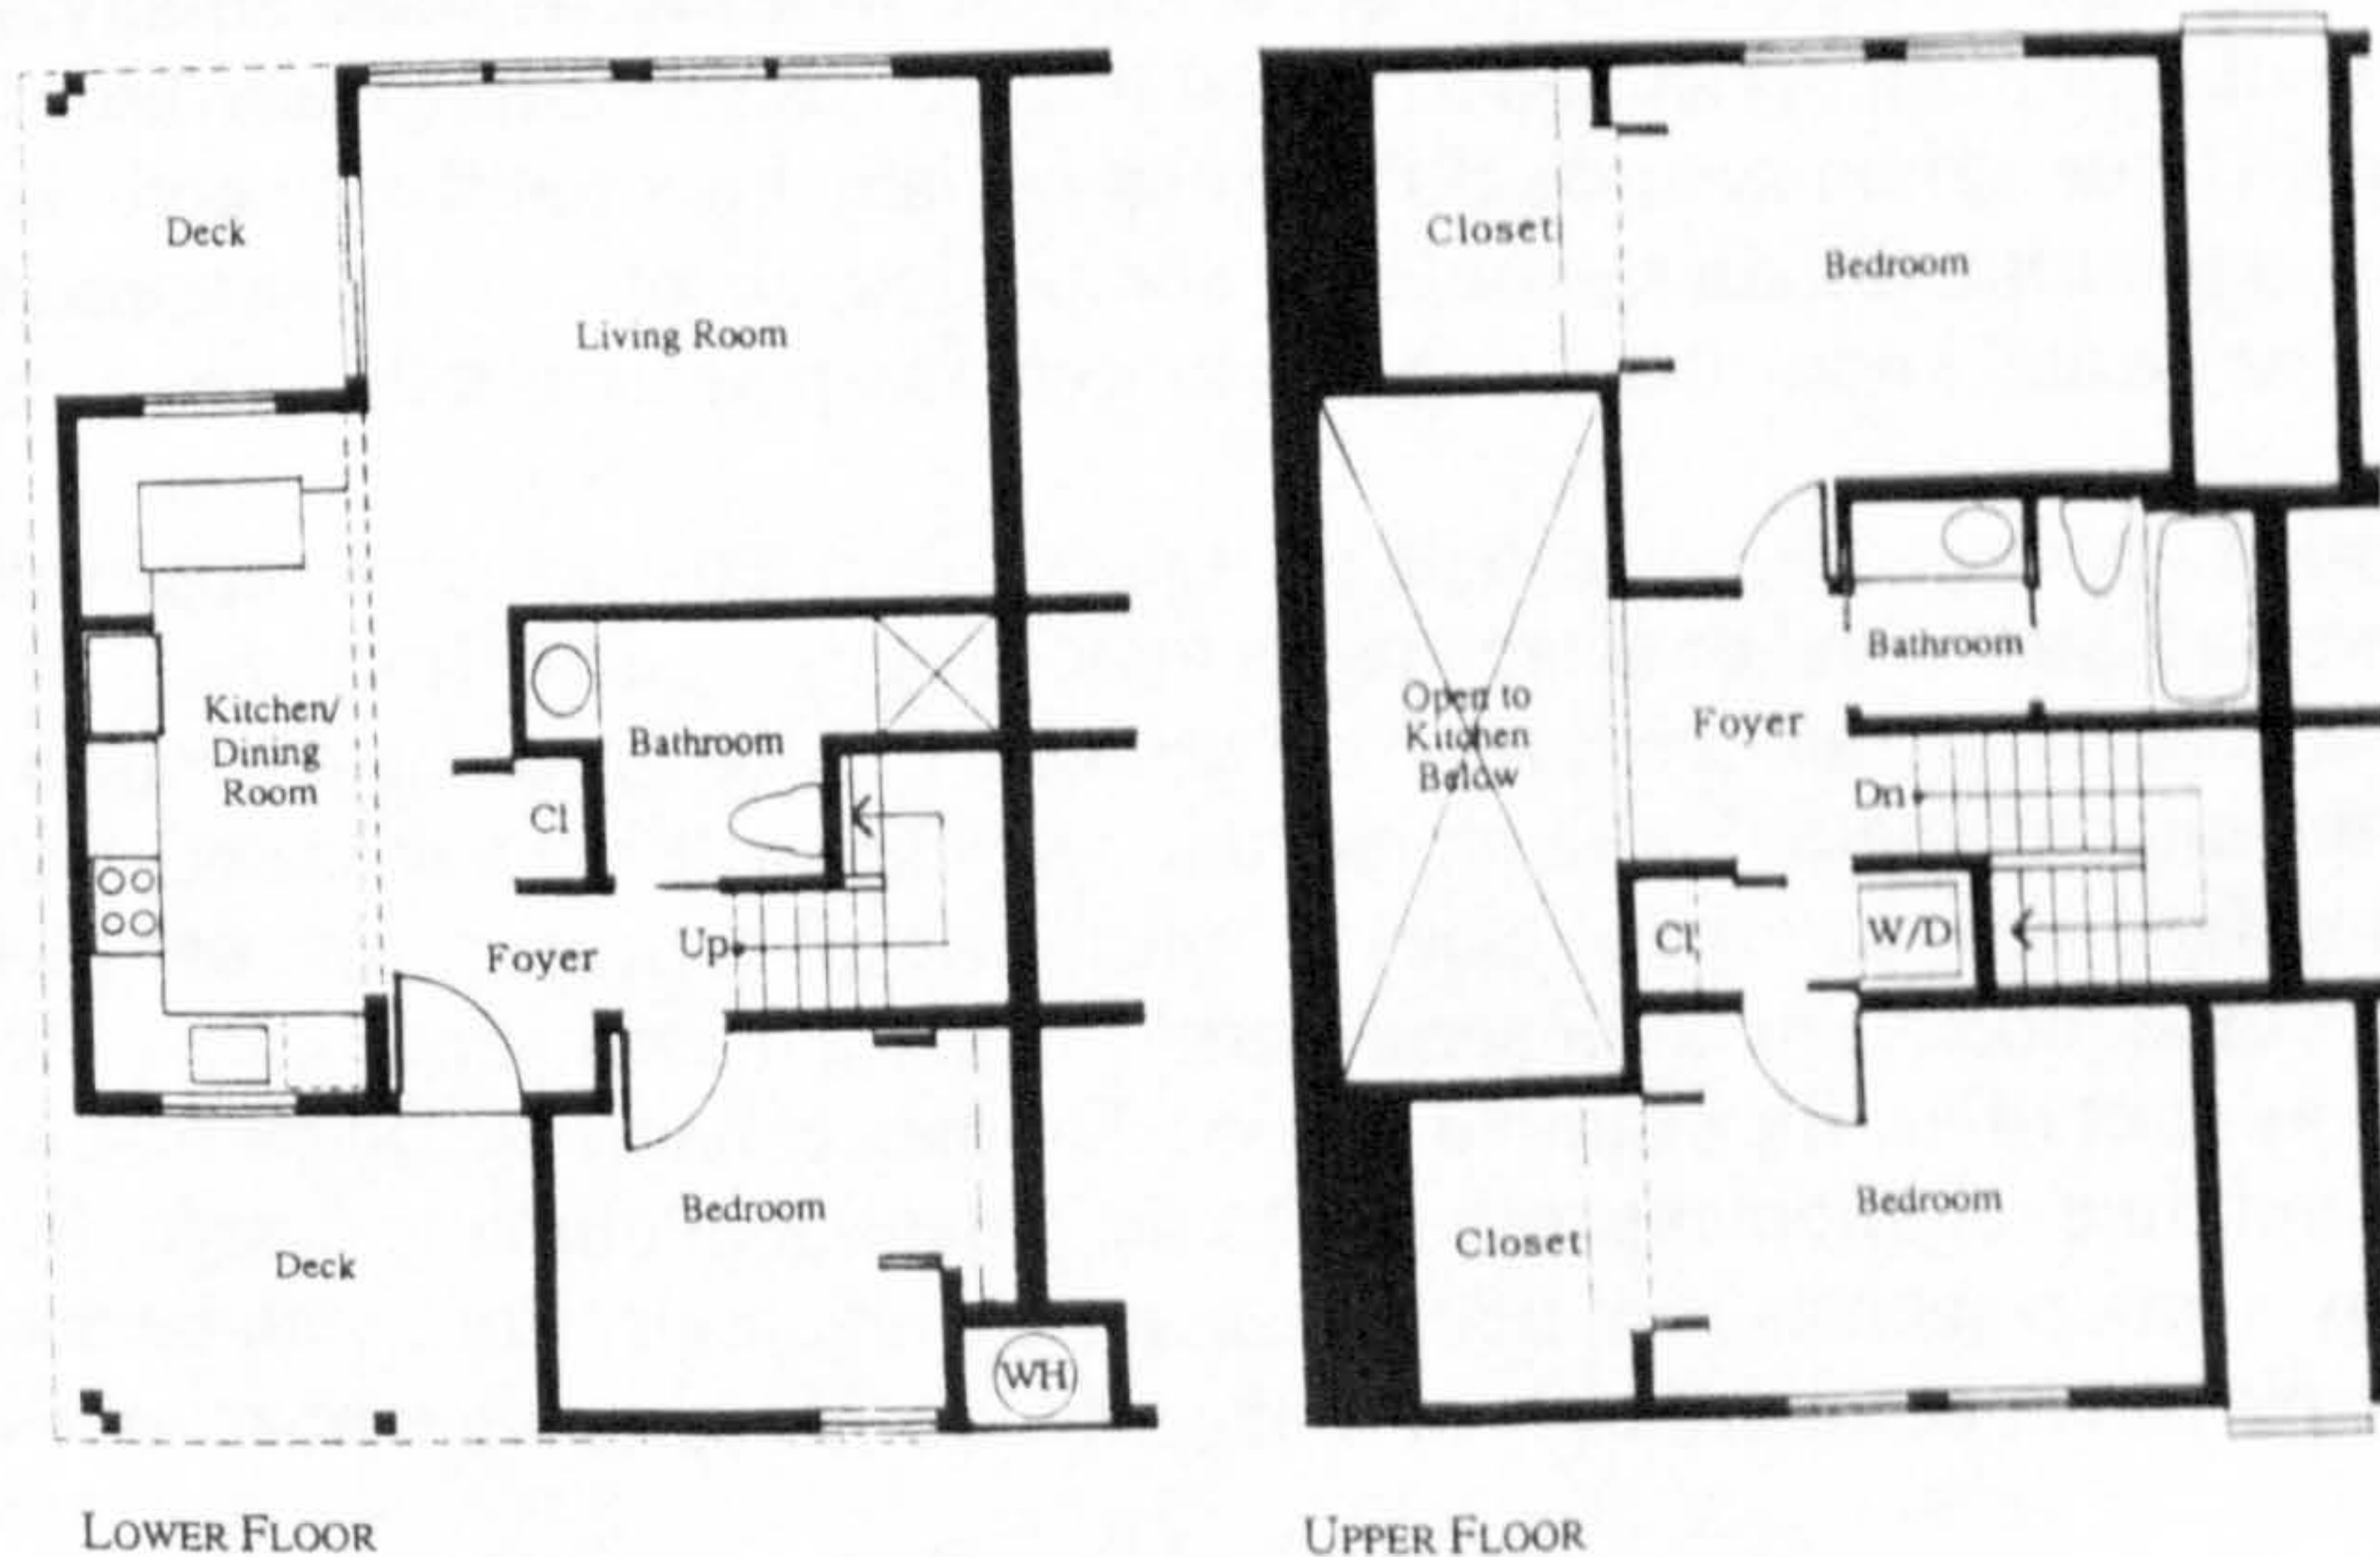 Deck
Living Room
Kitchen/
Dining
Room
Bathroom
Cl
Foyer
Up
Bedroom
Deck
WH
LOWER FLOOR
Closet
Bedroom
Bathroom
Open to
Kitchen
Below
Foyer
Dn
Cl
W/D
Bedroom
Closet
UPPER FLOOR